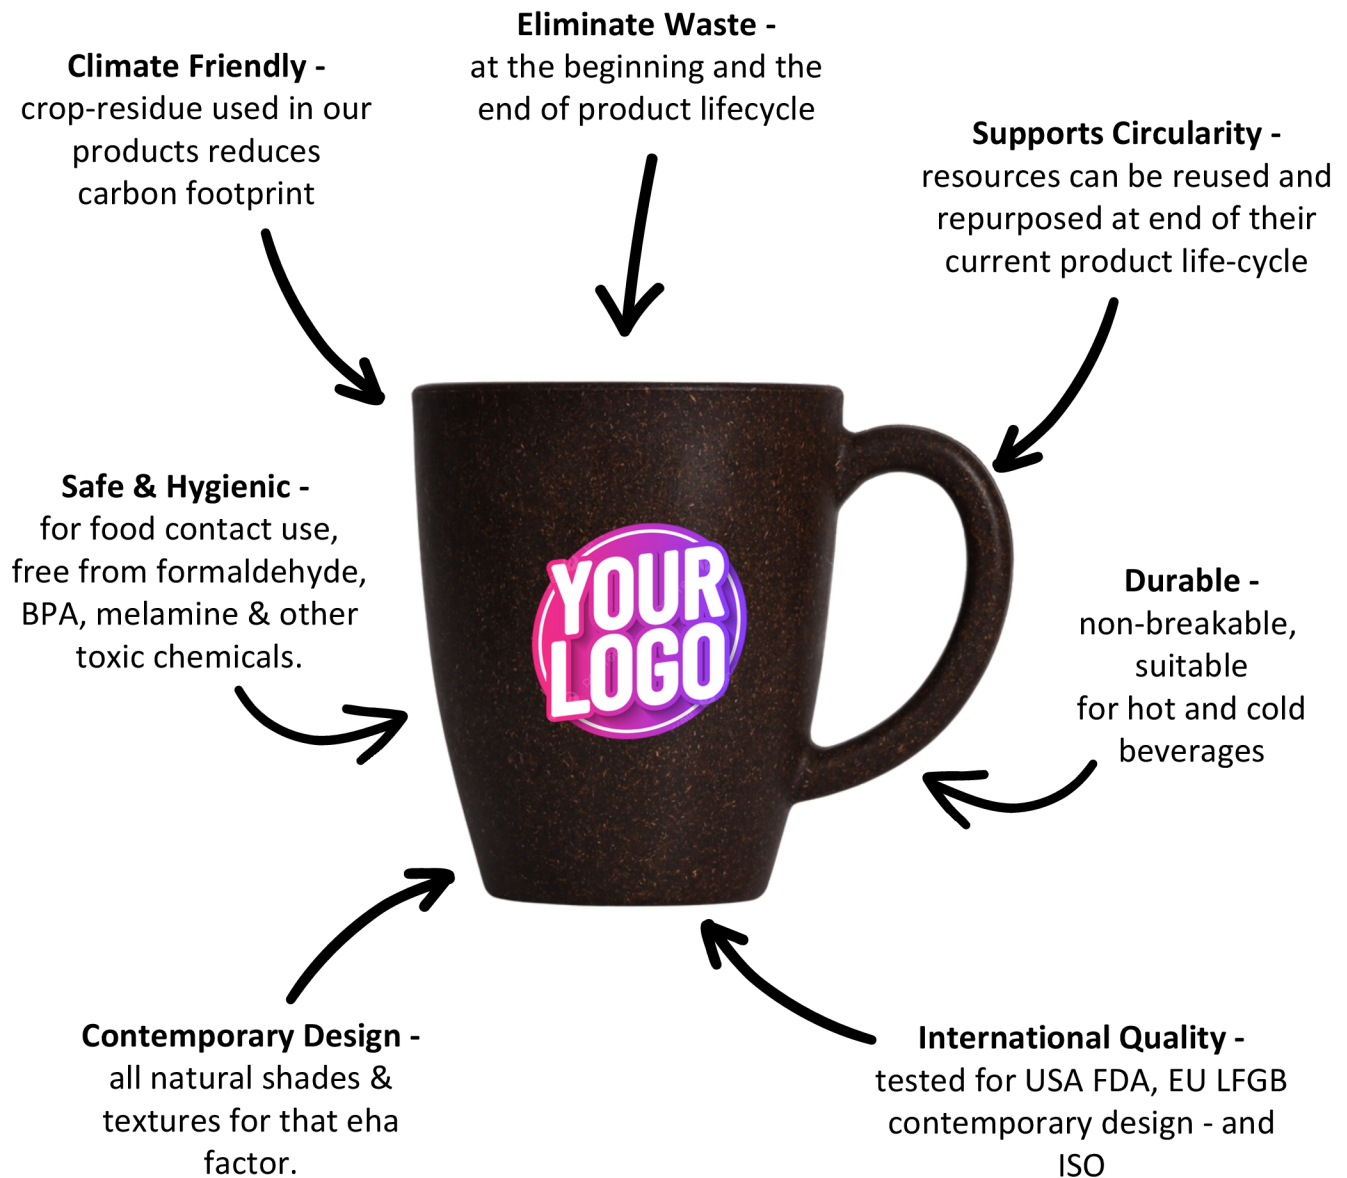 Eliminate Waste -
at the beginning and the
end of product lifecycle
Climate Friendly -
crop-residue used in our
products reduces
carbon footprint
Supports Circularity -
resources can be reused and
repurposed at end of their
current product life-cycle
Safe & Hygienic -
for food contact use,
free from formaldehyde,
BPA, melamine & other
toxic chemicals.
YOUR
LOGO
Durable -
non-breakable,
suitable
for hot and cold
beverages
Contemporary Design -
all natural shades &
textures for that eha
factor.
International Quality -
tested for USA FDA, EU LFGB
contemporary design - and
ISO